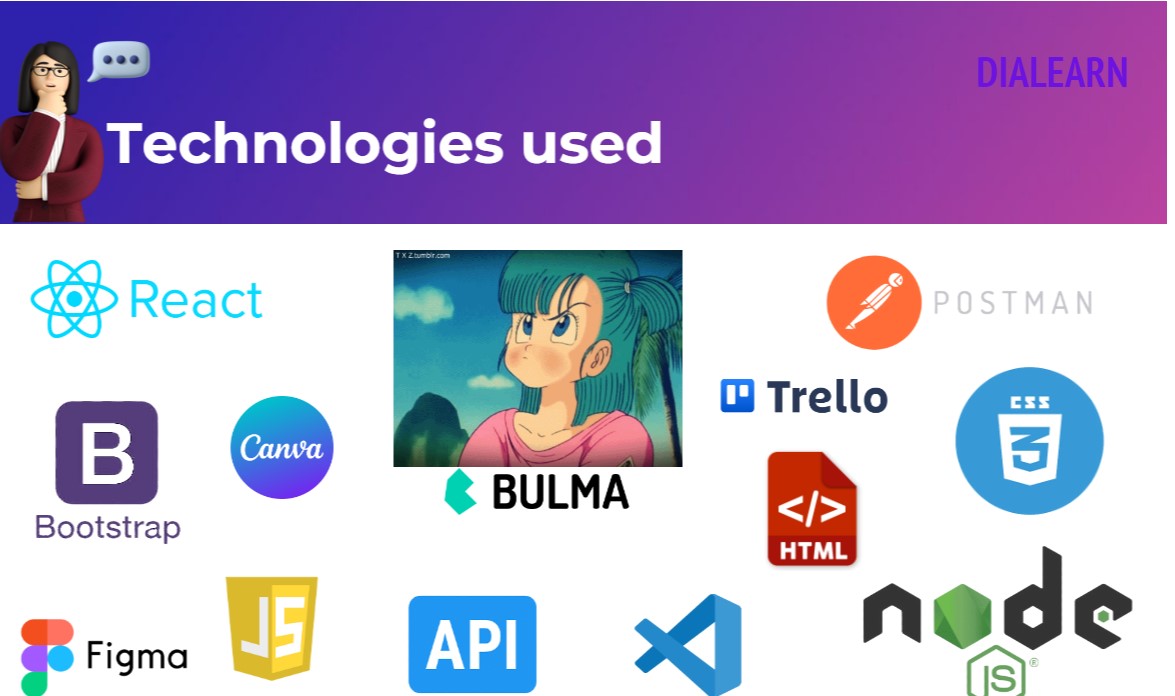 DIALEARN
Technologies used
React
T X Z.tumblr.com
POSTMAN
Trello
CSS
3
B
Bootstrap
Canva
BULMA
</>
HTML
Figma
JS
API
node
JS
®